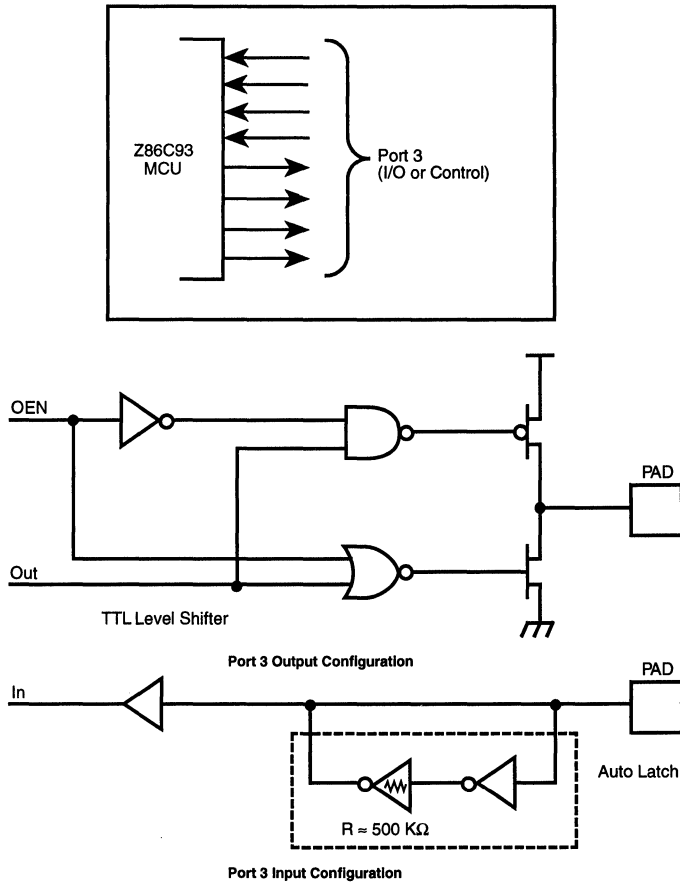 Z86C93
MCU
Port 3
(I/O or Control)
OEN
PAD
Out
TTL Level Shifter
Port 3 Output Configuration
In
PAD
Auto Latch
R ≈ 500 KΩ
Port 3 Input Configuration